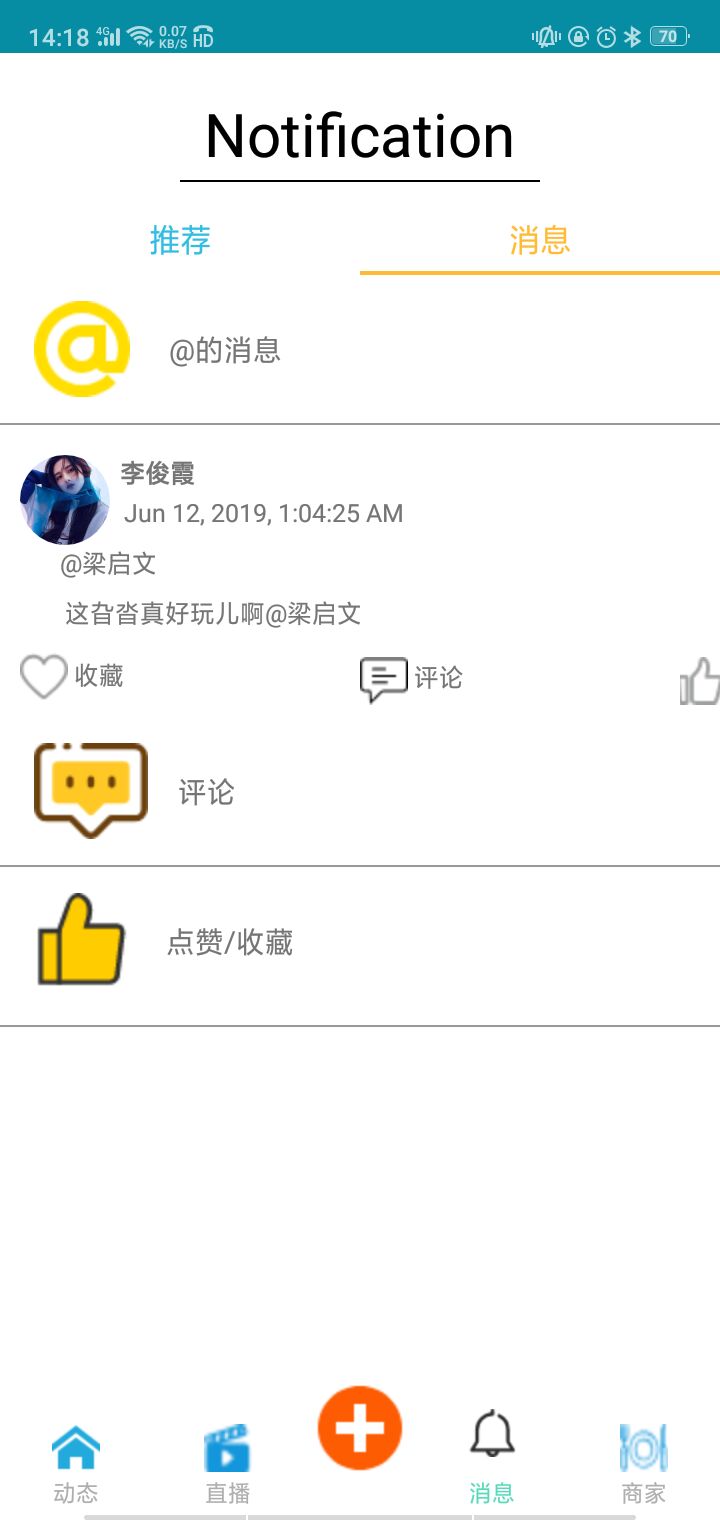 14:18 4G 0.07 KB/S HD 70
Notification
推荐 消息
@的消息
李俊霞
Jun 12, 2019, 1:04:25 AM
@梁启文
这旮沓真好玩儿啊@梁启文
收藏 评论
评论
点赞/收藏
动态 直播 消息 商家